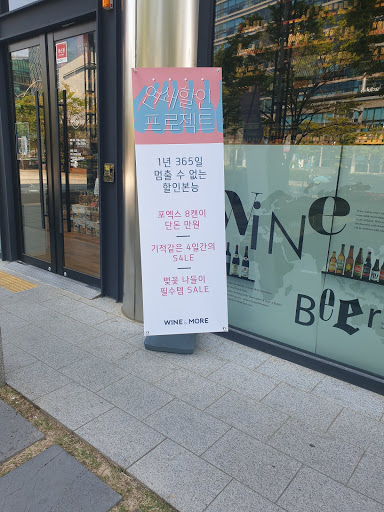 연쇄할인
프로젝트
1년 365일
멈출 수 없는
할인본능
포엑스 8캔이
단돈 만원
기적같은 4일간의
S4LE
벚꽃 나들이
필수템 SALE
WINE & MORE
WiNe
BEer